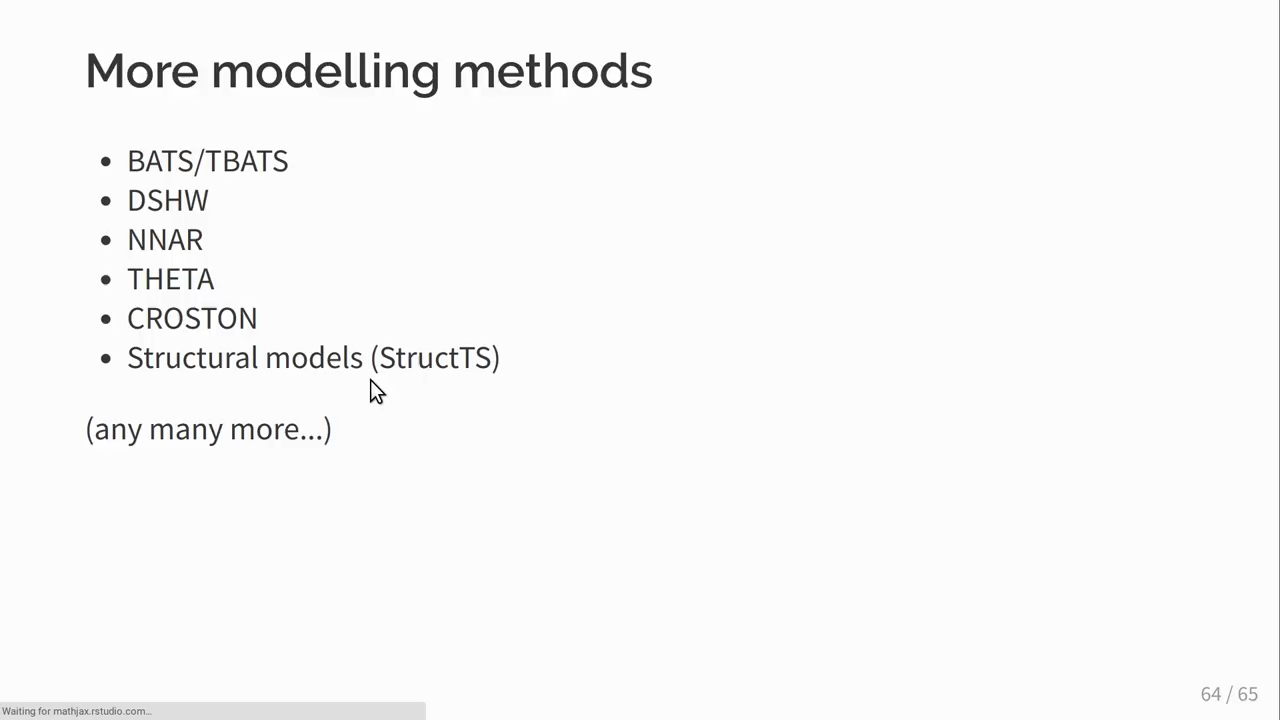 More modelling methods
• BATS/TBATS
• DSHW
• NNAR
• THETA
• CROSTON
• Structural models (StructTS)
(any many more...)
64 / 65
Waiting for mathjax.rstudio.com...